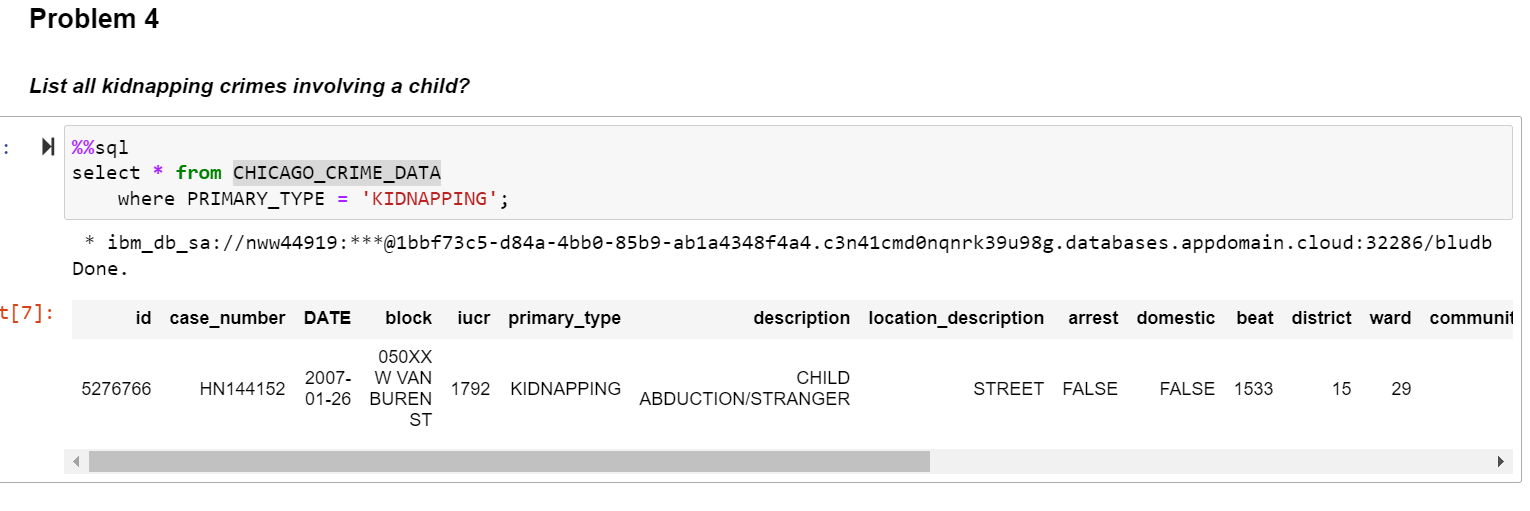 Problem 4
List all kidnapping crimes involving a child?
:
%%sql
select * from CHICAGO_CRIME_DATA
where PRIMARY_TYPE = 'KIDNAPPING';
* ibm_db_sa://nww44919:***@1bbf73c5-d84a-4bb0-85b9-ab1a4348f4a4.c3n41cmd0nqnrk39u98g.databases.appdomain.cloud:32286/bludb
Done.
t[7]:
id case_number DATE block iucr primary_type description location_description arrest domestic beat district ward communit
5276766 HN144152 2007-01-26 050XX W VAN BUREN ST 1792 KIDNAPPING CHILD ABDUCTION/STRANGER STREET FALSE FALSE 1533 15 29